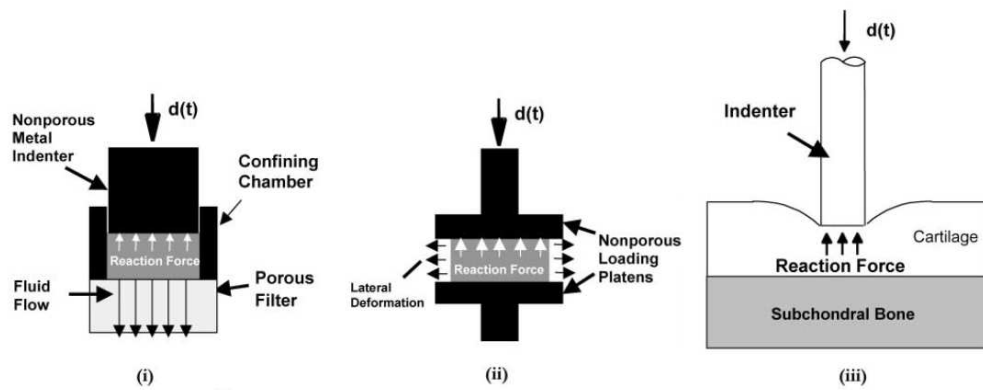 d(t)
Nonporous
Metal
Indenter
Confining
Chamber
Reaction Force
Fluid
Flow
Porous
Filter
(i)
d(t)
Reaction Force
Lateral
Deformation
Nonporous
Loading
Platens
(ii)
d(t)
Indenter
Cartilage
Reaction Force
Subchondral Bone
(iii)